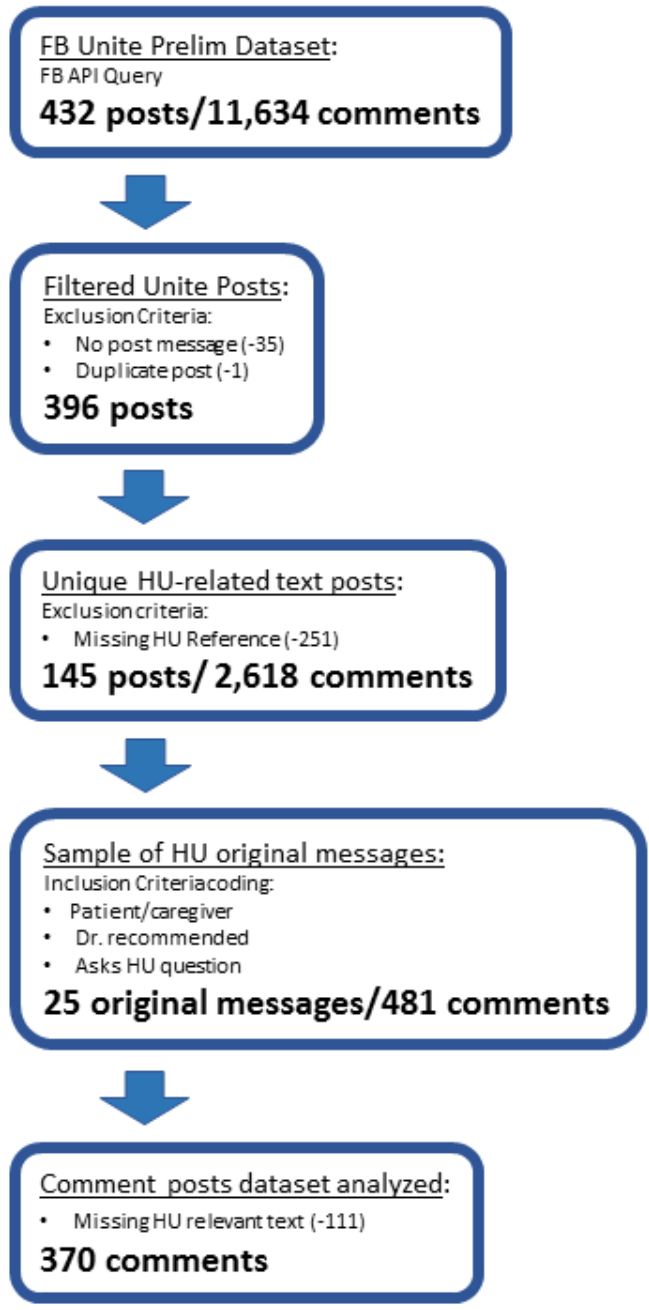 FB Unite Prelim Dataset:
FB API Query
432 posts/11,634 comments
Filtered Unite Posts:
Exclusion Criteria:
• No post message (-35)
• Duplicate post (-1)
396 posts
Unique HU-related text posts:
Exclusion criteria:
• Missing HU Reference (-251)
145 posts/ 2,618 comments
Sample of HU original messages:
Inclusion Criteria coding:
• Patient/caregiver
• Dr. recommended
• Asks HU question
25 original messages/481 comments
Comment posts dataset analyzed:
• Missing HU relevant text (-111)
370 comments